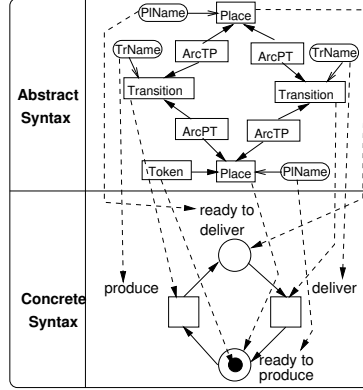 PlName
Place
TrName
ArcTP
ArcPT
TrName
Abstract
Syntax
Transition
Transition
ArcPT
ArcTP
Token
Place
PlName
ready to
deliver
produce
deliver
Concrete
Syntax
ready to
produce